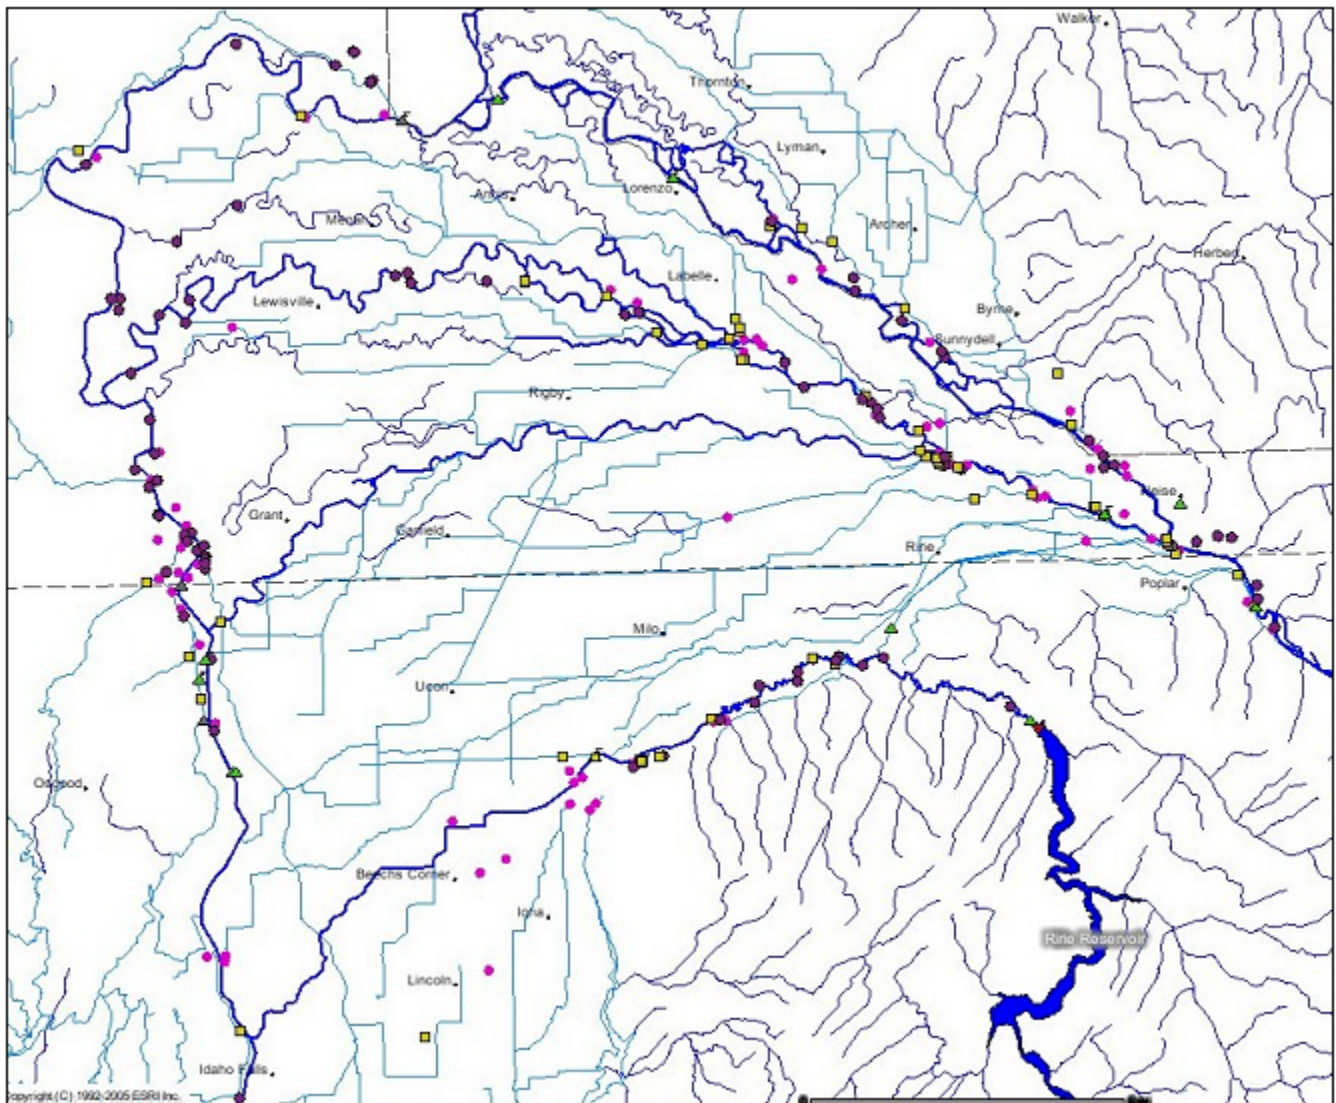 Walker
Thornton
Lyman
Lorenzo
Annis
Archer
Menan
Herbert
Labelle
Lewisville
Byrne
Sunnydell
Rigby
Heise
Grant
Garfield
Ririe
Poplar
Milo
Ucon
Osgood
Beechs Corner
Iona
Ririe Reservoir
Lincoln
Idaho Falls
Copyright (C) 1992-2005 ESRI Inc.